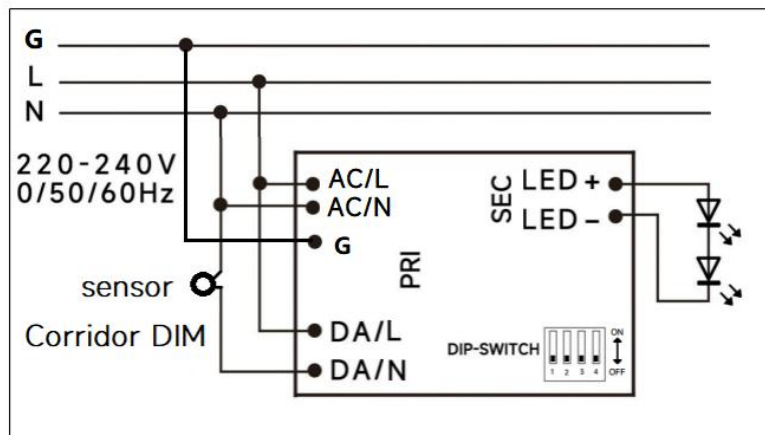 G
L
N
220-240V
0/50/60Hz
AC/L
AC/N
G
PRI
SEC
LED +
LED −
sensor
Corridor DIM
DA/L
DA/N
DIP-SWITCH
ON
1 2 3 4
OFF